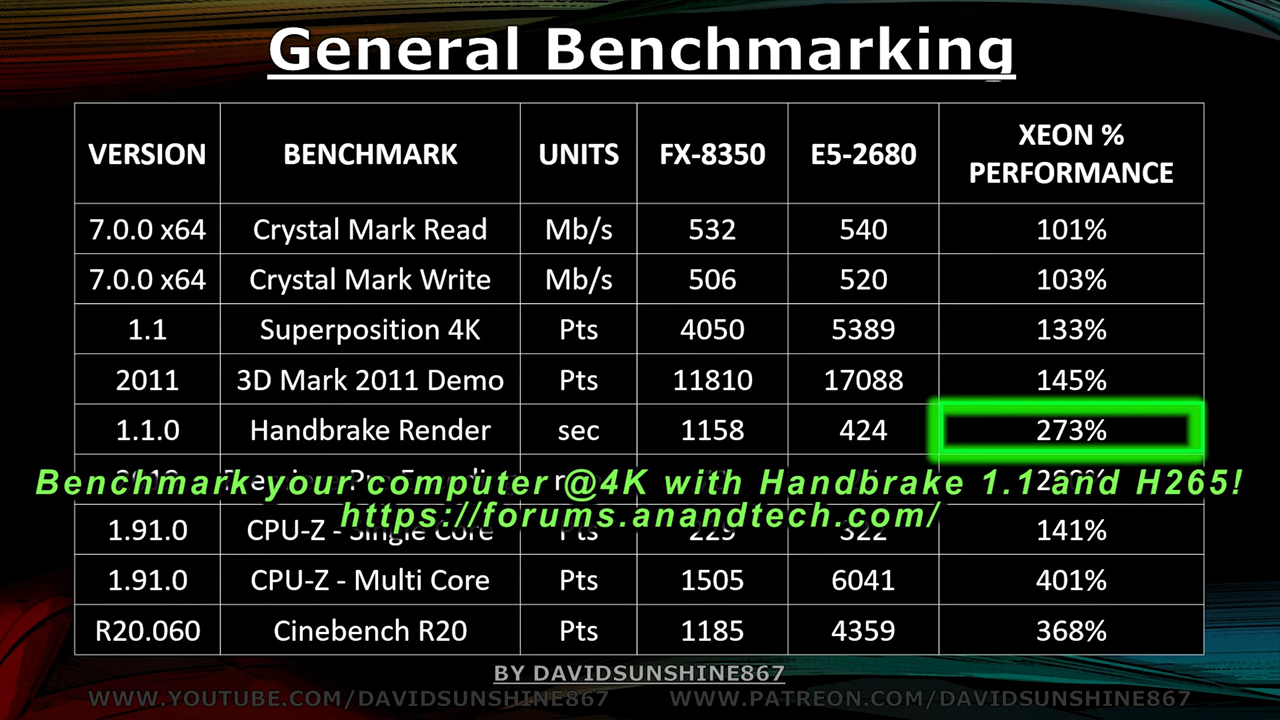 General Benchmarking
VERSION BENCHMARK UNITS FX-8350 E5-2680 XEON % PERFORMANCE
7.0.0 x64 Crystal Mark Read Mb/s 532 540 101%
7.0.0 x64 Crystal Mark Write Mb/s 506 520 103%
1.1 Superposition 4K Pts 4050 5389 133%
2011 3D Mark 2011 Demo Pts 11810 17088 145%
1.1.0 Handbrake Render sec 1158 424 273%
Benchmark your computer @4K with Handbrake 1.1 and H265!
https://forums.anandtech.com/
1.91.0 CPU-Z - Single Core Pts 229 322 141%
1.91.0 CPU-Z - Multi Core Pts 1505 6041 401%
R20.060 Cinebench R20 Pts 1185 4359 368%
BY DAVIDSUNSHINE867
WWW.YOUTUBE.COM/DAVIDSUNSHINE867 WWW.PATREON.COM/DAVIDSUNSHINE867